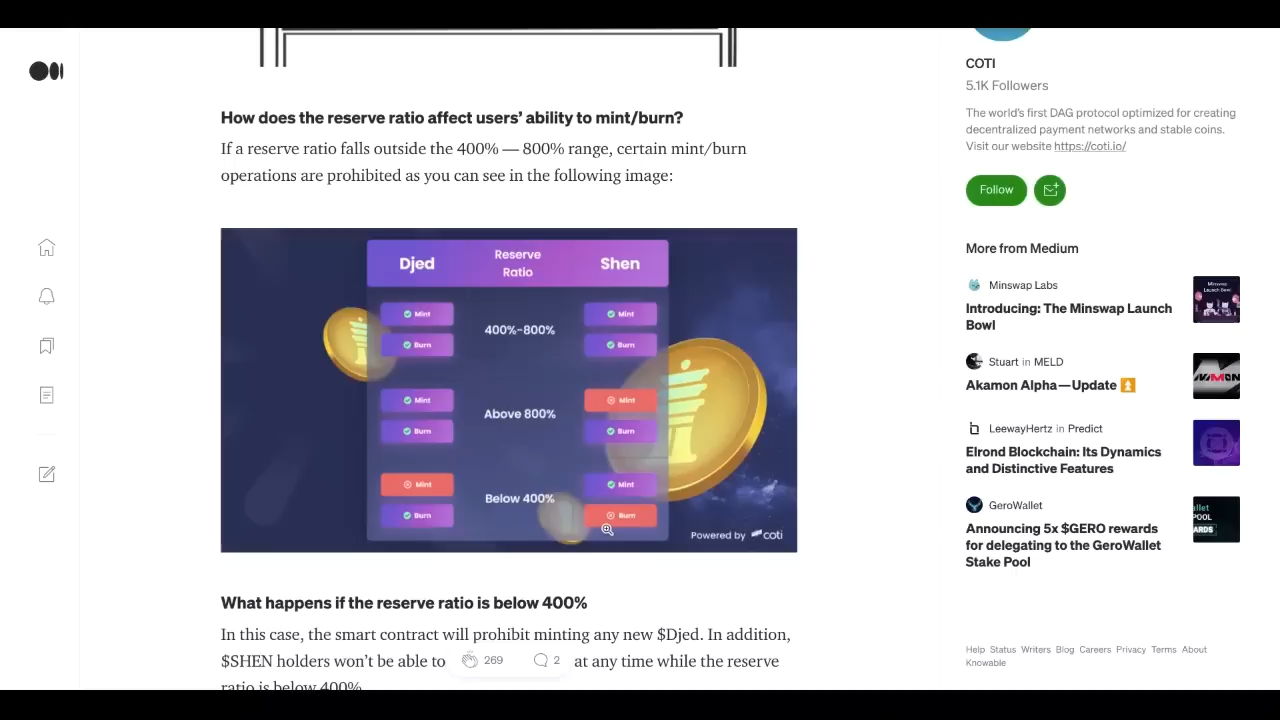 How does the reserve ratio affect users’ ability to mint/burn?
If a reserve ratio falls outside the 400% — 800% range, certain mint/burn
operations are prohibited as you can see in the following image:
Djed
Reserve
Ratio
Shen
Mint
Burn
400%-800%
Mint
Burn
Mint
Burn
Above 800%
Mint
Burn
Mint
Burn
Below 400%
Mint
Burn
Powered by coti
What happens if the reserve ratio is below 400%
In this case, the smart contract will prohibit minting any new $Djed. In addition,
$SHEN holders won’t be able to
at any time while the reserve
ratio is below 400%.
269
2
COTI
5.1K Followers
The world’s first DAG protocol optimized for creating
decentralized payment networks and stable coins.
Visit our website https://coti.io/
Follow
More from Medium
Minswap Labs
Introducing: The Minswap Launch
Bowl
Stuart in MELD
Akamon Alpha — Update
LeewayHertz in Predict
Elrond Blockchain: Its Dynamics
and Distinctive Features
GeroWallet
Announcing 5x $GERO rewards
for delegating to the GeroWallet
Stake Pool
Help Status Writers Blog Careers Privacy Terms About
Knowable